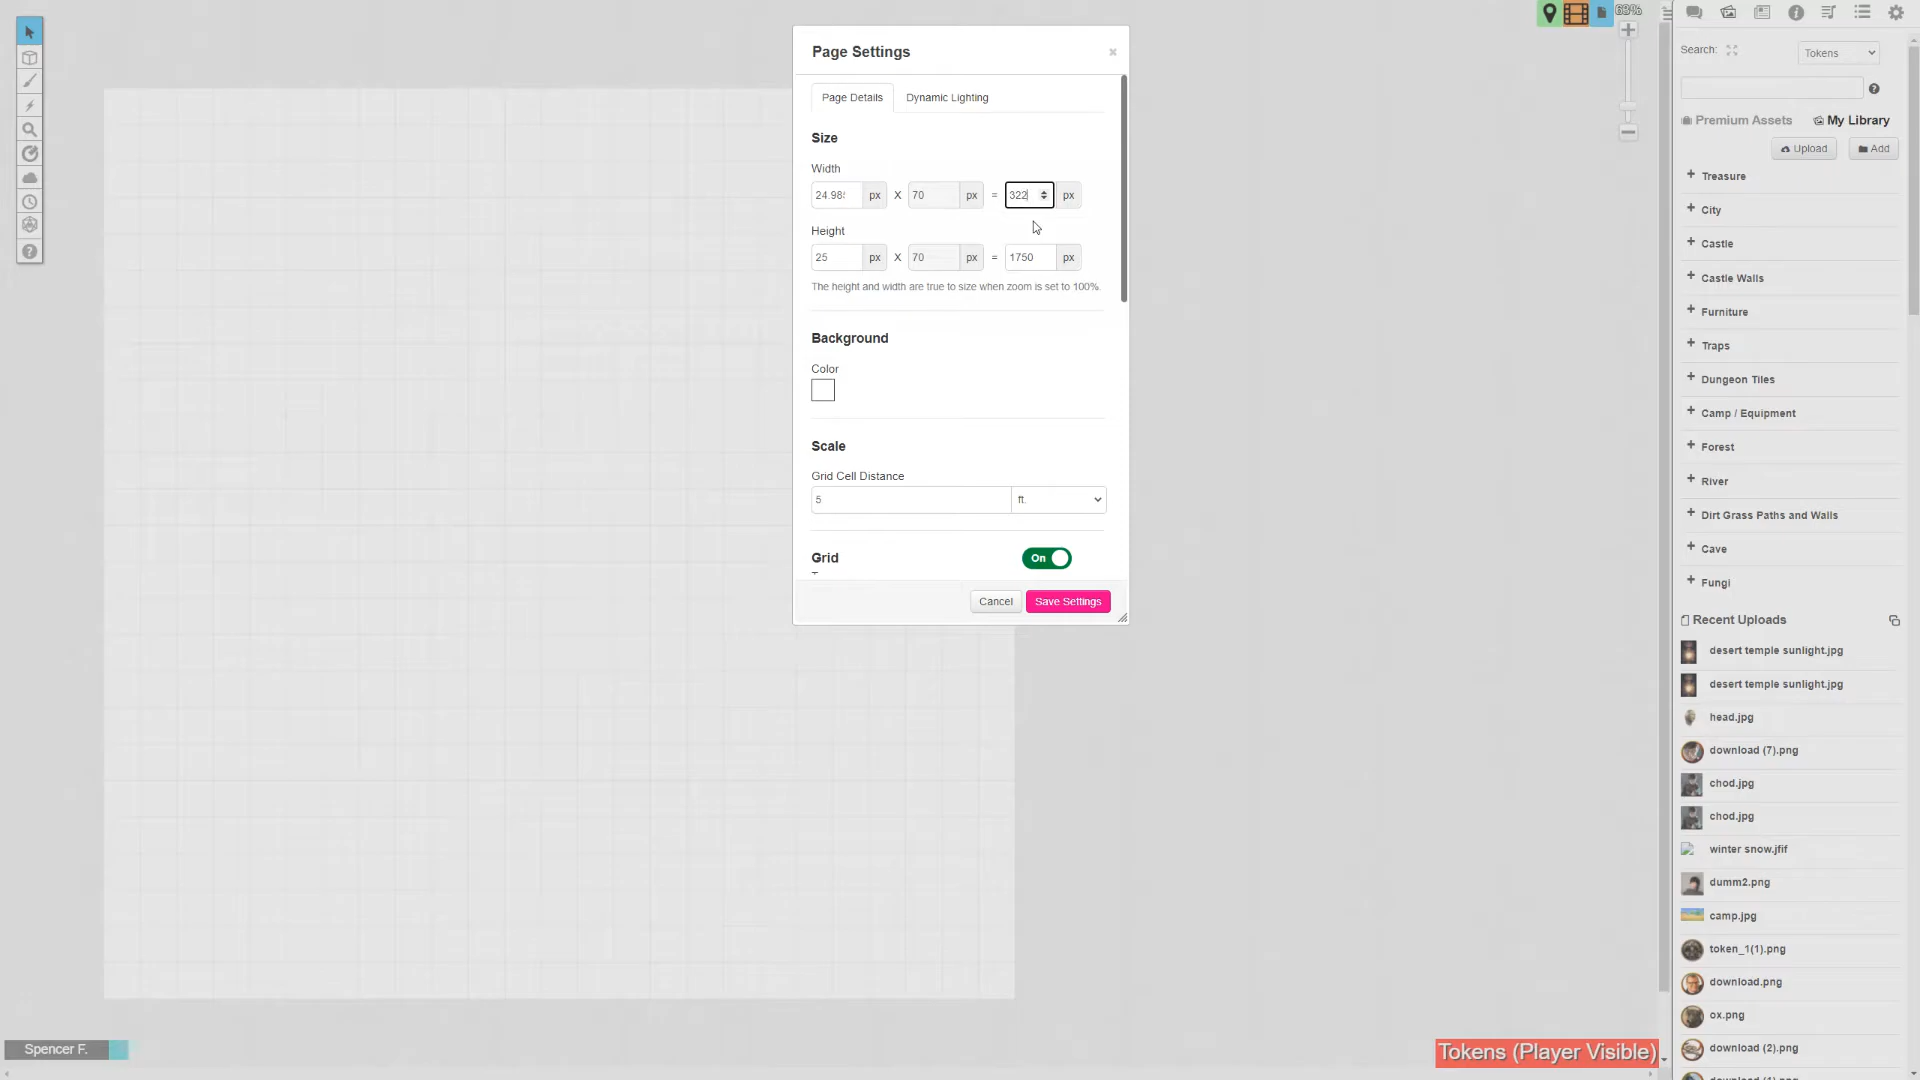 Page Settings
×
Page Details
Dynamic Lighting
Size
Width
24.985 px X 70 px = 322 px
Height
25 px X 70 px = 1750 px
The height and width are true to size when zoom is set to 100%.
Background
Color
Scale
Grid Cell Distance
5 ft.
Grid
On
Cancel
Save Settings
Spencer F.
Tokens (Player Visible)
Search:
Tokens
Premium Assets
My Library
Upload
Add
+ Treasure
+ City
+ Castle
+ Castle Walls
+ Furniture
+ Traps
+ Dungeon Tiles
+ Camp / Equipment
+ Forest
+ River
+ Dirt Grass Paths and Walls
+ Cave
+ Fungi
Recent Uploads
desert temple sunlight.jpg
desert temple sunlight.jpg
head.jpg
download (7).png
chod.jpg
chod.jpg
winter snow.jfif
dumm2.png
camp.jpg
token_1(1).png
download.png
ox.png
download (2).png